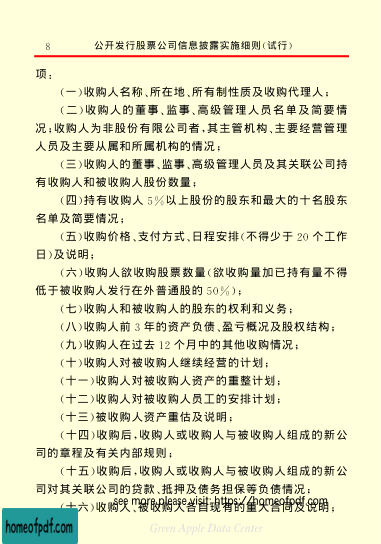 8 公开发行股票公司信息披露实施细则(试行)
项;
(一)收购人名称、所在地、所有制性质及收购代理人;
(二)收购人的董事、监事、高级管理人员名单及简要情
况;收购人为非股份有限公司者,其主管机构、主要经营管理
人员及主要从属和所属机构的情况;
(三)收购人的董事、监事、高级管理人员及其关联公司持
有收购人和被收购人股份数量;
(四)持有收购人 5%以上股份的股东和最大的十名股东
名单及简要情况;
(五)收购价格、支付方式、日程安排(不得少于 20 个工作
日)及说明;
(六)收购人欲收购股票数量(欲收购量加已持有量不得
低于被收购人发行在外普通股的 50%);
(七)收购人和被收购人的股东的权利和义务;
(八)收购人前 3 年的资产负债、盈亏概况及股权结构;
(九)收购人在过去 12 个月中的其他收购情况;
(十)收购人对被收购人继续经营的计划;
(十一)收购人对被收购人资产的重整计划;
(十二)收购人对被收购人员工的安排计划;
(十三)被收购人资产重估及说明;
(十四)收购后,收购人或收购人与被收购人组成的新公
司的章程及有关内部规则;
(十五)收购后,收购人或收购人与被收购人组成的新公
司对其关联公司的贷款、抵押及债务担保等负债情况;
see more please visit: https://homeofpdf.com
(十六)收购人、被收购人各自现有的重大合同及说明;
homeofpdf.com
Green Apple Data Center